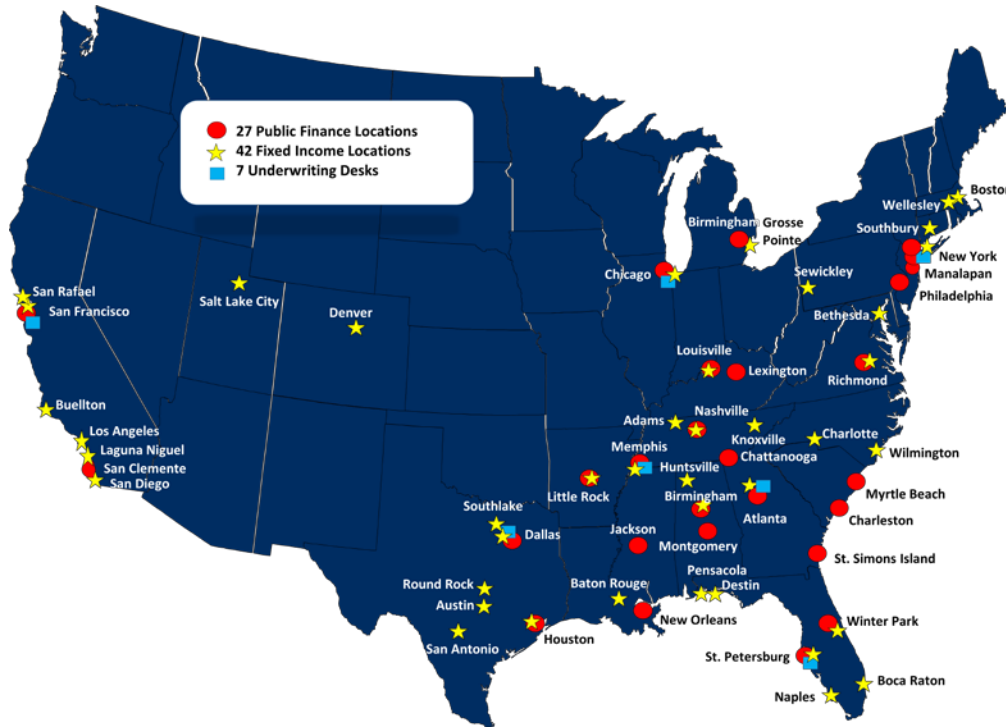 27 Public Finance Locations
42 Fixed Income Locations
7 Underwriting Desks
Boston
Wellesley
Southbury
Birmingham
Grosse
Pointe
New York
Manalapan
Philadelphia
Chicago
Sewickley
San Rafael
San Francisco
Salt Lake City
Denver
Bethesda
Louisville
Lexington
Richmond
Buellton
Adams
Nashville
Knoxville
Charlotte
Wilmington
Los Angeles
Laguna Niguel
San Clemente
San Diego
Memphis
Chattanooga
Huntsville
Little Rock
Birmingham
Atlanta
Myrtle Beach
Charleston
Southlake
Dallas
Jackson
Montgomery
St. Simons Island
Pensacola
Destin
Round Rock
Austin
San Antonio
Houston
Baton Rouge
New Orleans
Winter Park
St. Petersburg
Boca Raton
Naples